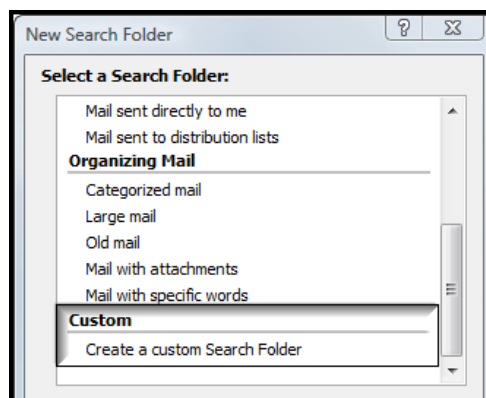 New Search Folder
Select a Search Folder:
Mail sent directly to me
Mail sent to distribution lists
Organizing Mail
Categorized mail
Large mail
Old mail
Mail with attachments
Mail with specific words
Custom
Create a custom Search Folder